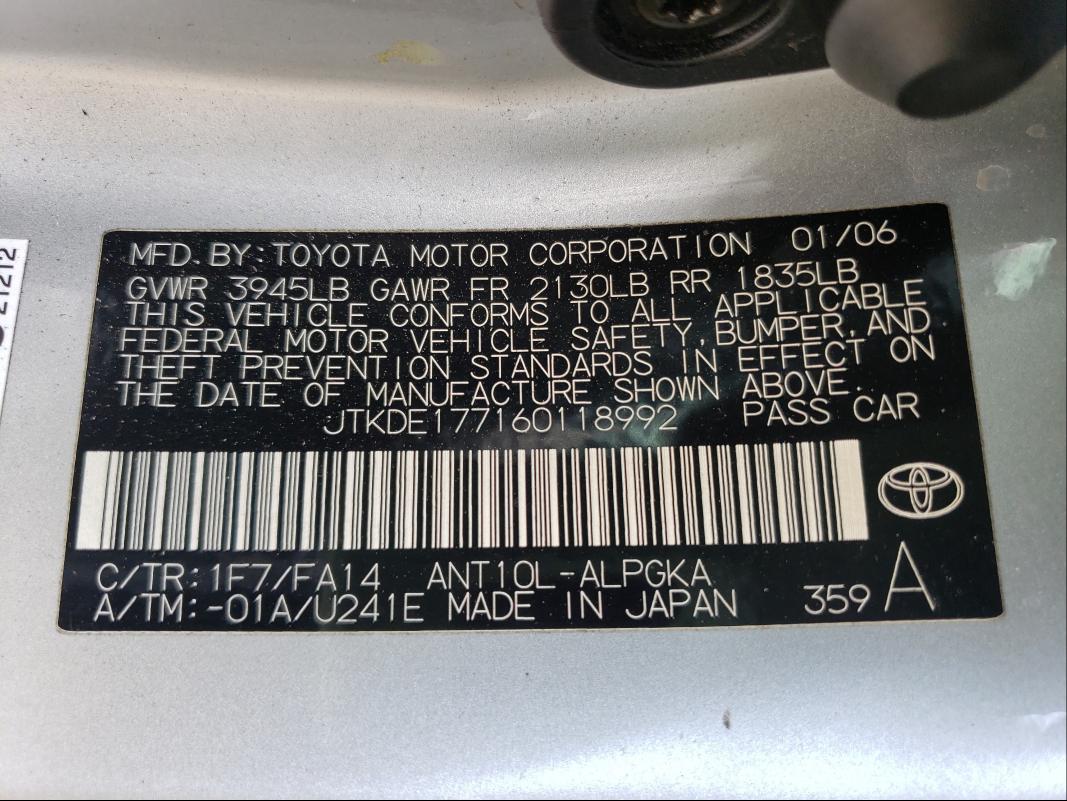 MFD.BY:TOYOTA MOTOR CORPORATION 01/06
GVWR 3945LB GAWR FR 2130LB RR 1835LB
THIS VEHICLE CONFORMS TO ALL APPLICABLE
FEDERAL MOTOR VEHICLE SAFETY, BUMPER, AND
THEFT PREVENTION STANDARDS IN EFFECT ON
THE DATE OF MANUFACTURE SHOWN ABOVE.
JTKDE177160118992 PASS CAR
C/TR:1F7/FA14 ANT10L-ALPGKA
A/TM:-01A/U241E MADE IN JAPAN 359 A
21212